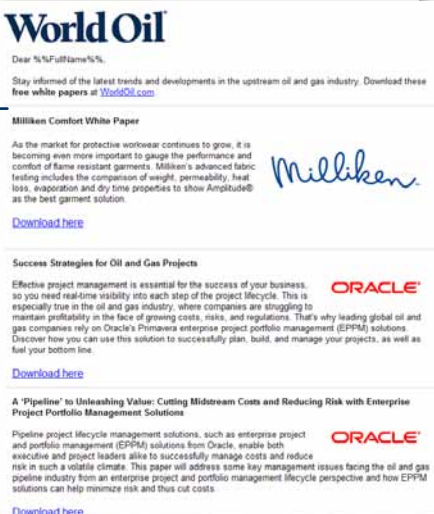 World Oil®
Dear %%FullName%%,
Stay informed of the latest trends and developments in the upstream oil and gas industry. Download these
free white papers at WorldOil.com.
Milliken Comfort White Paper
As the market for protective workwear continues to grow, it is
becoming even more important to gauge the performance and
comfort of flame resistant garments. Milliken's advanced fabric
testing includes the comparison of weight, permeability, heat
loss, evaporation and dry time properties to show Amplitude®
as the best garment solution.
Milliken
Download here
Success Strategies for Oil and Gas Projects
Effective project management is essential for the success of your business,
so you need real-time visibility into each step of the project lifecycle. This is
especially true in the oil and gas industry, where companies are struggling to
maintain profitability in the face of growing costs, risks, and regulations. That's why leading global oil and
gas companies rely on Oracle's Primavera enterprise project portfolio management (EPPM) solutions.
Discover how you can use this solution to successfully plan, build, and manage your projects, as well as
fuel your bottom line.
ORACLE®
Download here
A 'Pipeline' to Unleashing Value: Cutting Midstream Costs and Reducing Risk with Enterprise
Project Portfolio Management Solutions
Pipeline project lifecycle management solutions, such as enterprise project
and portfolio management (EPPM) solutions from Oracle, enable both
executive and project leaders alike to successfully manage costs and reduce
risk in such a volatile climate. This paper will address some key management issues facing the oil and gas
pipeline industry from an enterprise project and portfolio management lifecycle perspective and how EPPM
solutions can help minimize risk and thus cut costs.
ORACLE®
Download here